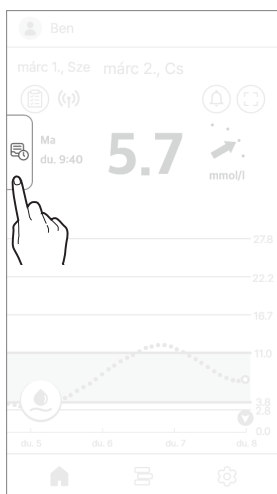 Ben
márc 1., Sze márc 2., Cs
Ma
du. 9:40
5.7
mmol/l
27.8
22.2
16.7
11.0
3.8
2.8
0.0
du. 5 du. 6 du. 7 du. 8